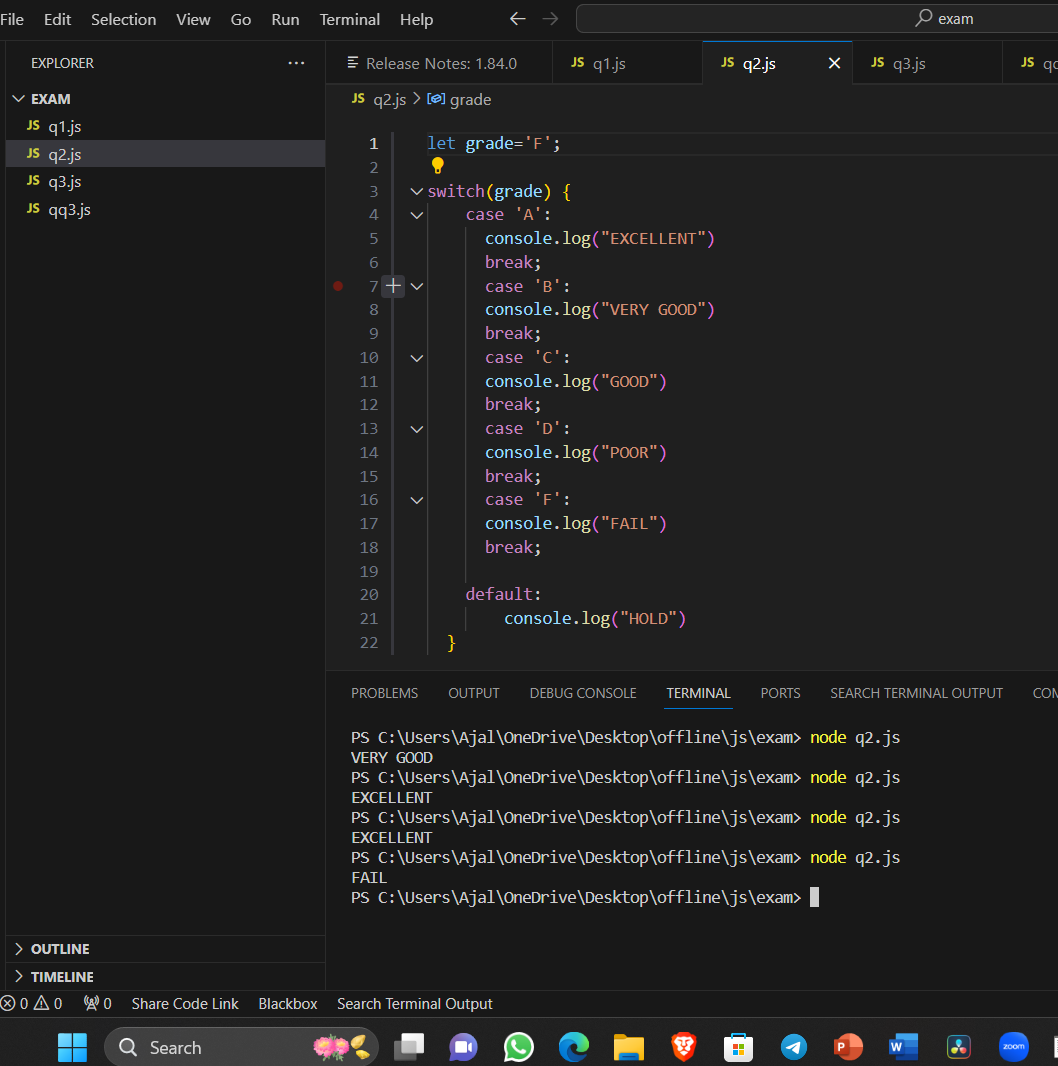 File Edit Selection View Go Run Terminal Help exam
EXPLORER ...
Release Notes: 1.84.0 JS q1.js JS q2.js JS q3.js JS
EXAM
JS q1.js
JS q2.js
JS q3.js
JS qq3.js
JS q2.js > grade
1 let grade='F';
2
3 switch(grade) {
4 case 'A':
5 console.log("EXCELLENT")
6 break;
7 case 'B':
8 console.log("VERY GOOD")
9 break;
10 case 'C':
11 console.log("GOOD")
12 break;
13 case 'D':
14 console.log("POOR")
15 break;
16 case 'F':
17 console.log("FAIL")
18 break;
19
20 default:
21 console.log("HOLD")
22 }
PROBLEMS OUTPUT DEBUG CONSOLE TERMINAL PORTS SEARCH TERMINAL OUTPUT
PS C:\Users\Ajal\OneDrive\Desktop\offline\js\exam> node q2.js
VERY GOOD
PS C:\Users\Ajal\OneDrive\Desktop\offline\js\exam> node q2.js
EXCELLENT
PS C:\Users\Ajal\OneDrive\Desktop\offline\js\exam> node q2.js
EXCELLENT
PS C:\Users\Ajal\OneDrive\Desktop\offline\js\exam> node q2.js
FAIL
PS C:\Users\Ajal\OneDrive\Desktop\offline\js\exam>
OUTLINE
TIMELINE
0 0 0 Share Code Link Blackbox Search Terminal Output
Search P W zoom